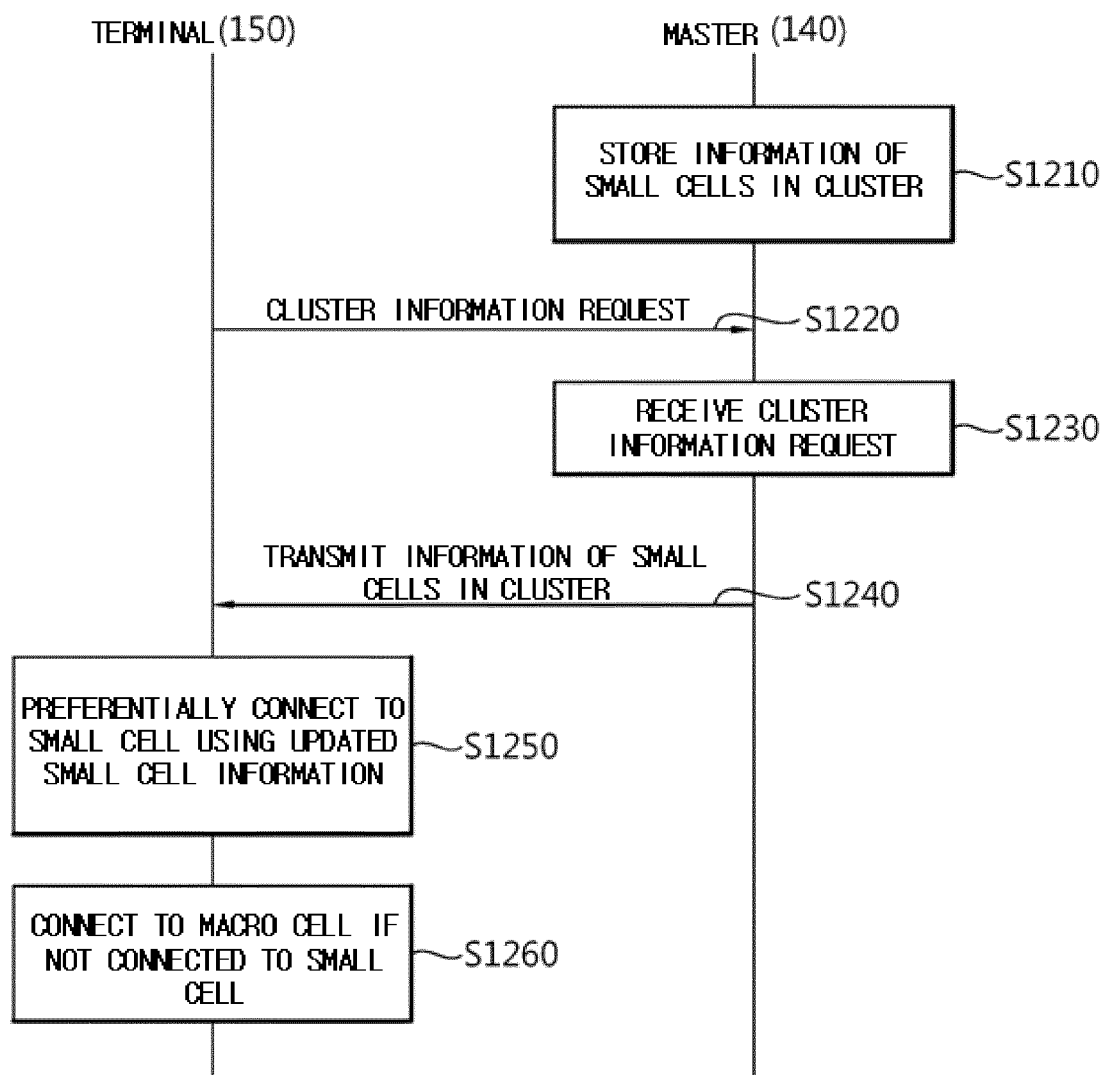 TERMINAL (150)
MASTER (140)
STORE INFORMATION OF
SMALL CELLS IN CLUSTER
S1210
CLUSTER INFORMATION REQUEST
S1220
RECEIVE CLUSTER
INFORMATION REQUEST
S1230
TRANSMIT INFORMATION OF SMALL
CELLS IN CLUSTER
S1240
PREFERENTIALLY CONNECT TO
SMALL CELL USING UPDATED
SMALL CELL INFORMATION
S1250
CONNECT TO MACRO CELL IF
NOT CONNECTED TO SMALL
CELL
S1260